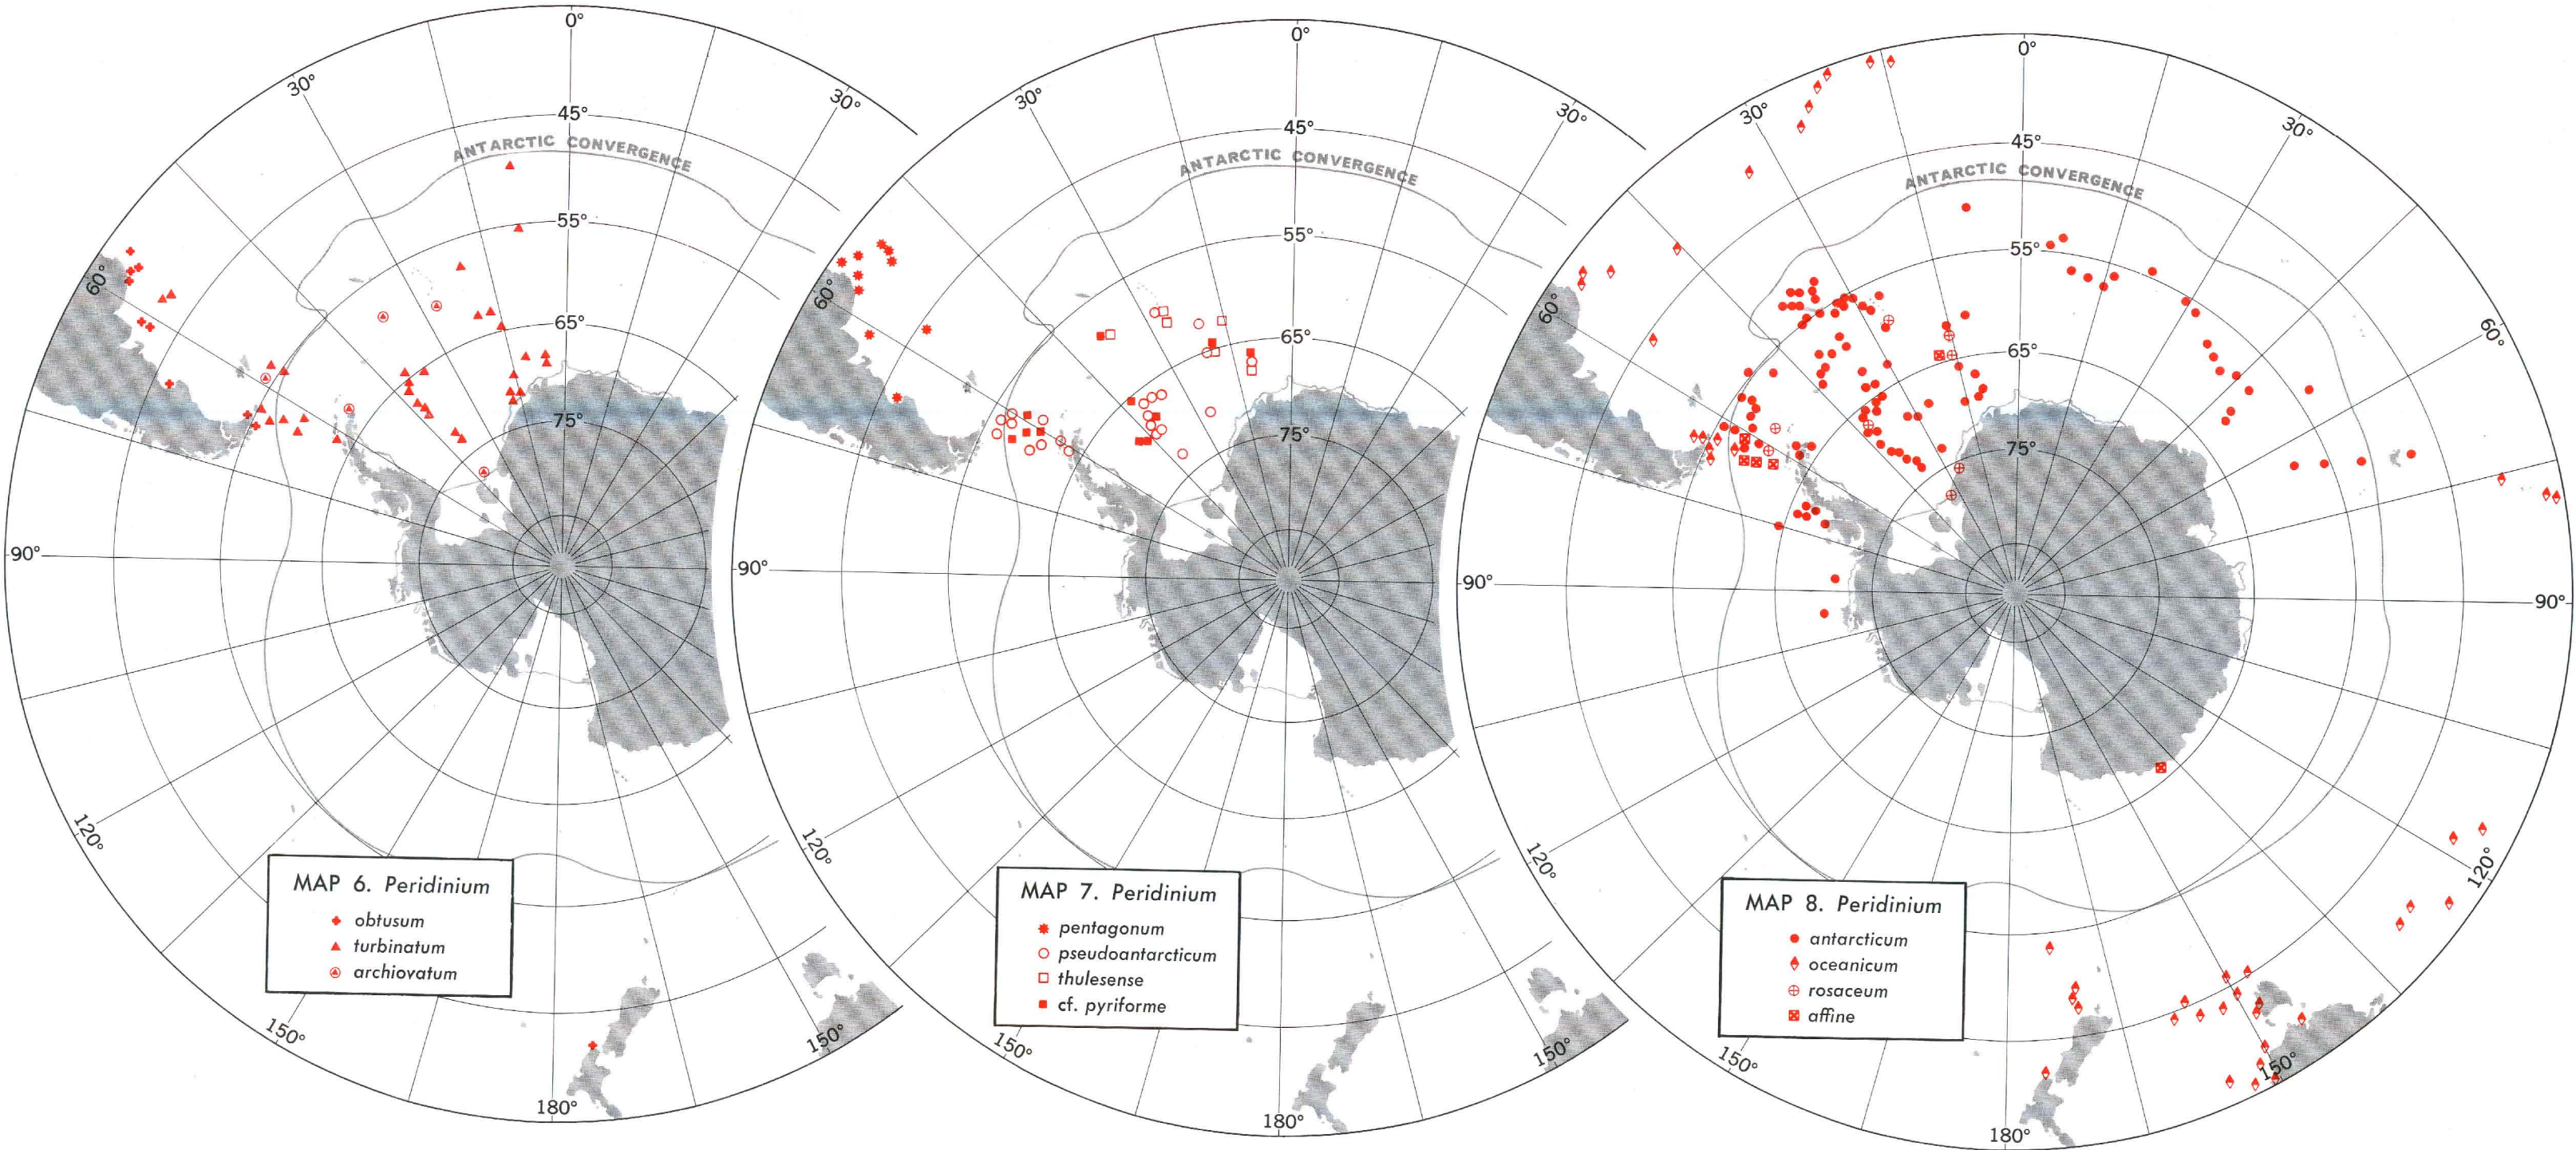 0°
30°
30°
45°
ANTARCTIC CONVERGENCE
55°
60°
65°
75°
90°
120°
150°
180°
150°
MAP 6. Peridinium
obtusum
turbinatum
archiovatum
0°
30°
30°
45°
ANTARCTIC CONVERGENCE
55°
60°
65°
75°
90°
120°
150°
180°
150°
MAP 7. Peridinium
pentagonum
pseudoantarcticum
thulesense
cf. pyriforme
0°
30°
30°
45°
ANTARCTIC CONVERGENCE
55°
60°
60°
65°
75°
90°
90°
120°
120°
150°
180°
150°
MAP 8. Peridinium
antarcticum
oceanicum
rosaceum
affine